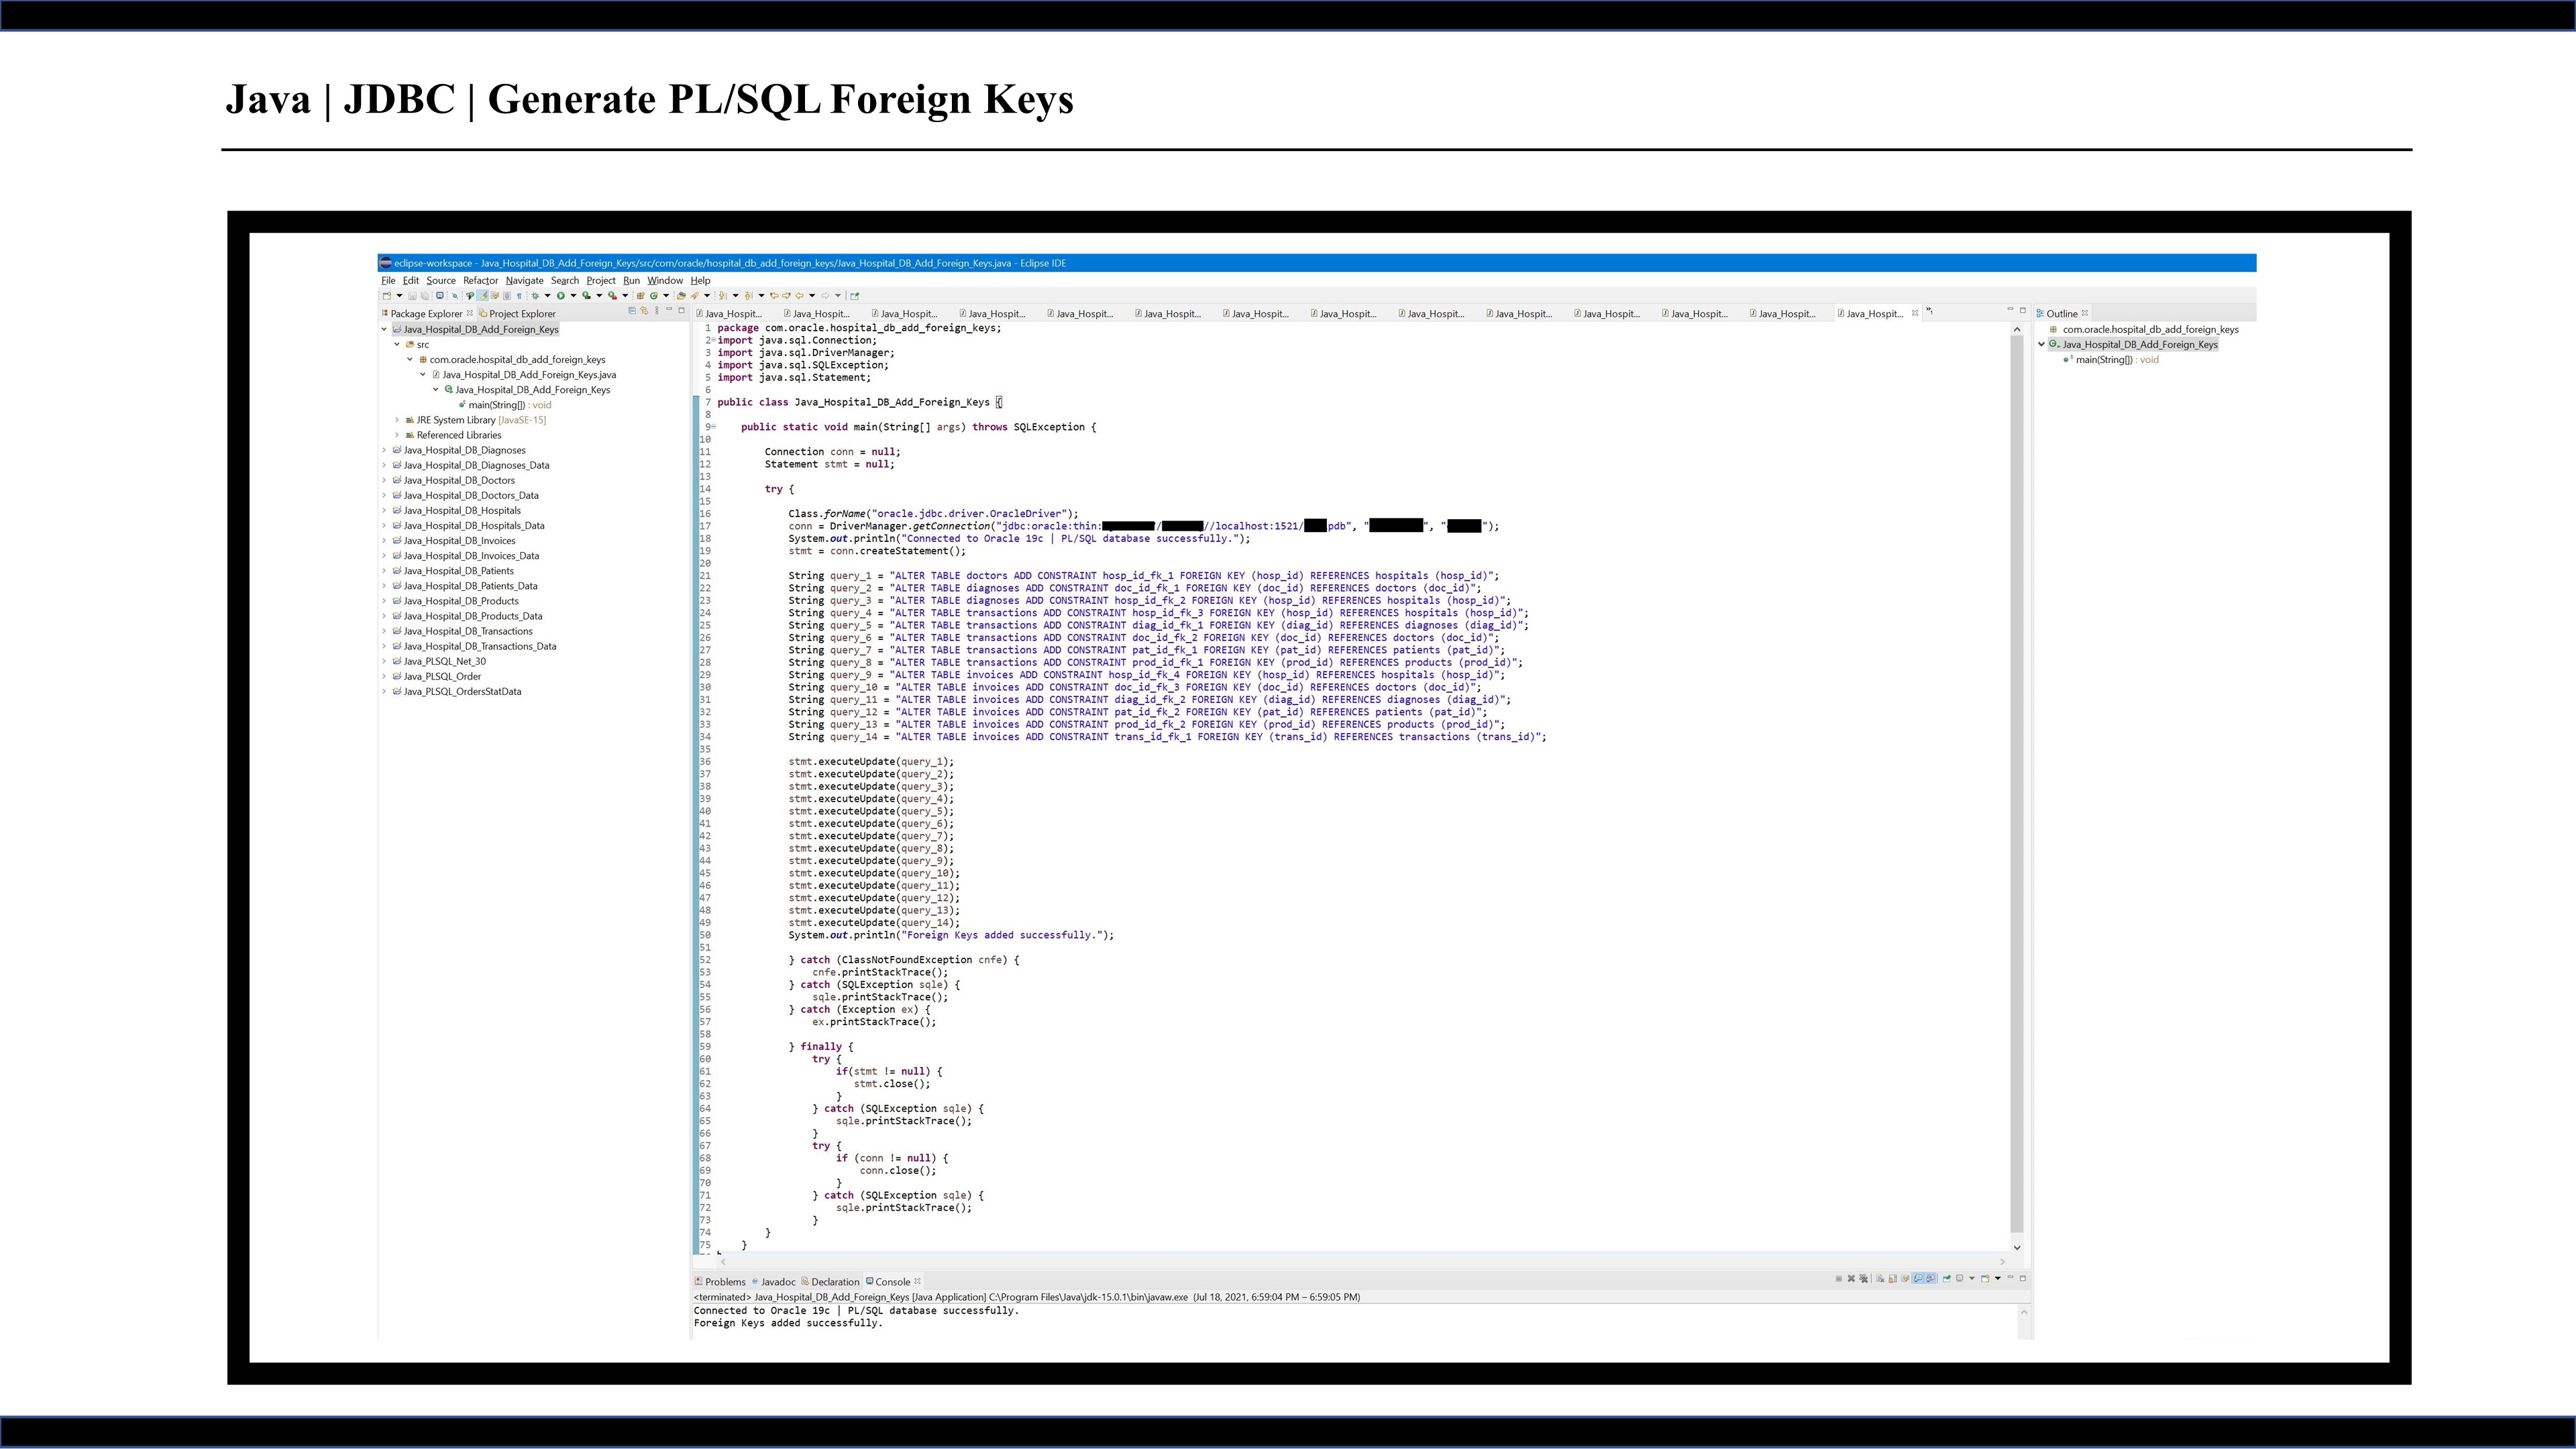 Java | JDBC | Generate PL/SQL Foreign Keys
eclipse-workspace - Java_Hospital_DB_Add_Foreign_Keys/src/com/oracle/hospital_db_add_foreign_keys/Java_Hospital_DB_Add_Foreign_Keys.java - Eclipse IDE
File Edit Source Refactor Navigate Search Project Run Window Help
Package Explorer Project Explorer
Java_Hospital_DB_Add_Foreign_Keys
src
com.oracle.hospital_db_add_foreign_keys
Java_Hospital_DB_Add_Foreign_Keys.java
Java_Hospital_DB_Add_Foreign_Keys
main(String[]) : void
JRE System Library [JavaSE-15]
Referenced Libraries
Java_Hospital_DB_Diagnoses
Java_Hospital_DB_Diagnoses_Data
Java_Hospital_DB_Doctors
Java_Hospital_DB_Doctors_Data
Java_Hospital_DB_Hospitals
Java_Hospital_DB_Hospitals_Data
Java_Hospital_DB_Invoices
Java_Hospital_DB_Invoices_Data
Java_Hospital_DB_Patients
Java_Hospital_DB_Patients_Data
Java_Hospital_DB_Products
Java_Hospital_DB_Products_Data
Java_Hospital_DB_Transactions
Java_Hospital_DB_Transactions_Data
Java_PLSQL_Net_30
Java_PLSQL_Order
Java_PLSQL_OrdersStatData
Java_Hospit... Java_Hospit... Java_Hospit... Java_Hospit... Java_Hospit... Java_Hospit... Java_Hospit... Java_Hospit... Java_Hospit... Java_Hospit... Java_Hospit... Java_Hospit... Java_Hospit... Java_Hospit...
1 package com.oracle.hospital_db_add_foreign_keys;
2 import java.sql.Connection;
3 import java.sql.DriverManager;
4 import java.sql.SQLException;
5 import java.sql.Statement;
6
7 public class Java_Hospital_DB_Add_Foreign_Keys {
8
9 public static void main(String[] args) throws SQLException {
10
11 Connection conn = null;
12 Statement stmt = null;
13
14 try {
15
16 Class.forName("oracle.jdbc.driver.OracleDriver");
17 conn = DriverManager.getConnection("jdbc:oracle:thin: / //localhost:1521/ pdb", " ", " ");
18 System.out.println("Connected to Oracle 19c | PL/SQL database successfully.");
19 stmt = conn.createStatement();
20
21 String query_1 = "ALTER TABLE doctors ADD CONSTRAINT hosp_id_fk_1 FOREIGN KEY (hosp_id) REFERENCES hospitals (hosp_id)";
22 String query_2 = "ALTER TABLE diagnoses ADD CONSTRAINT doc_id_fk_1 FOREIGN KEY (doc_id) REFERENCES doctors (doc_id)";
23 String query_3 = "ALTER TABLE diagnoses ADD CONSTRAINT hosp_id_fk_2 FOREIGN KEY (hosp_id) REFERENCES hospitals (hosp_id)";
24 String query_4 = "ALTER TABLE transactions ADD CONSTRAINT hosp_id_fk_3 FOREIGN KEY (hosp_id) REFERENCES hospitals (hosp_id)";
25 String query_5 = "ALTER TABLE transactions ADD CONSTRAINT diag_id_fk_1 FOREIGN KEY (diag_id) REFERENCES diagnoses (diag_id)";
26 String query_6 = "ALTER TABLE transactions ADD CONSTRAINT doc_id_fk_2 FOREIGN KEY (doc_id) REFERENCES doctors (doc_id)";
27 String query_7 = "ALTER TABLE transactions ADD CONSTRAINT pat_id_fk_1 FOREIGN KEY (pat_id) REFERENCES patients (pat_id)";
28 String query_8 = "ALTER TABLE transactions ADD CONSTRAINT prod_id_fk_1 FOREIGN KEY (prod_id) REFERENCES products (prod_id)";
29 String query_9 = "ALTER TABLE invoices ADD CONSTRAINT hosp_id_fk_4 FOREIGN KEY (hosp_id) REFERENCES hospitals (hosp_id)";
30 String query_10 = "ALTER TABLE invoices ADD CONSTRAINT doc_id_fk_3 FOREIGN KEY (doc_id) REFERENCES doctors (doc_id)";
31 String query_11 = "ALTER TABLE invoices ADD CONSTRAINT diag_id_fk_2 FOREIGN KEY (diag_id) REFERENCES diagnoses (diag_id)";
32 String query_12 = "ALTER TABLE invoices ADD CONSTRAINT pat_id_fk_2 FOREIGN KEY (pat_id) REFERENCES patients (pat_id)";
33 String query_13 = "ALTER TABLE invoices ADD CONSTRAINT prod_id_fk_2 FOREIGN KEY (prod_id) REFERENCES products (prod_id)";
34 String query_14 = "ALTER TABLE invoices ADD CONSTRAINT trans_id_fk_1 FOREIGN KEY (trans_id) REFERENCES transactions (trans_id)";
35
36 stmt.executeUpdate(query_1);
37 stmt.executeUpdate(query_2);
38 stmt.executeUpdate(query_3);
39 stmt.executeUpdate(query_4);
40 stmt.executeUpdate(query_5);
41 stmt.executeUpdate(query_6);
42 stmt.executeUpdate(query_7);
43 stmt.executeUpdate(query_8);
44 stmt.executeUpdate(query_9);
45 stmt.executeUpdate(query_10);
46 stmt.executeUpdate(query_11);
47 stmt.executeUpdate(query_12);
48 stmt.executeUpdate(query_13);
49 stmt.executeUpdate(query_14);
50 System.out.println("Foreign Keys added successfully.");
51
52 } catch (ClassNotFoundException cnfe) {
53 cnfe.printStackTrace();
54 } catch (SQLException sqle) {
55 sqle.printStackTrace();
56 } catch (Exception ex) {
57 ex.printStackTrace();
58
59 } finally {
60 try {
61 if(stmt != null) {
62 stmt.close();
63 }
64 } catch (SQLException sqle) {
65 sqle.printStackTrace();
66 }
67 try {
68 if (conn != null) {
69 conn.close();
70 }
71 } catch (SQLException sqle) {
72 sqle.printStackTrace();
73 }
74 }
75 }
Outline
com.oracle.hospital_db_add_foreign_keys
Java_Hospital_DB_Add_Foreign_Keys
main(String[]) : void
Problems Javadoc Declaration Console
<terminated> Java_Hospital_DB_Add_Foreign_Keys [Java Application] C:\Program Files\Java\jdk-15.0.1\bin\javaw.exe (Jul 18, 2021, 6:59:04 PM – 6:59:05 PM)
Connected to Oracle 19c | PL/SQL database successfully.
Foreign Keys added successfully.